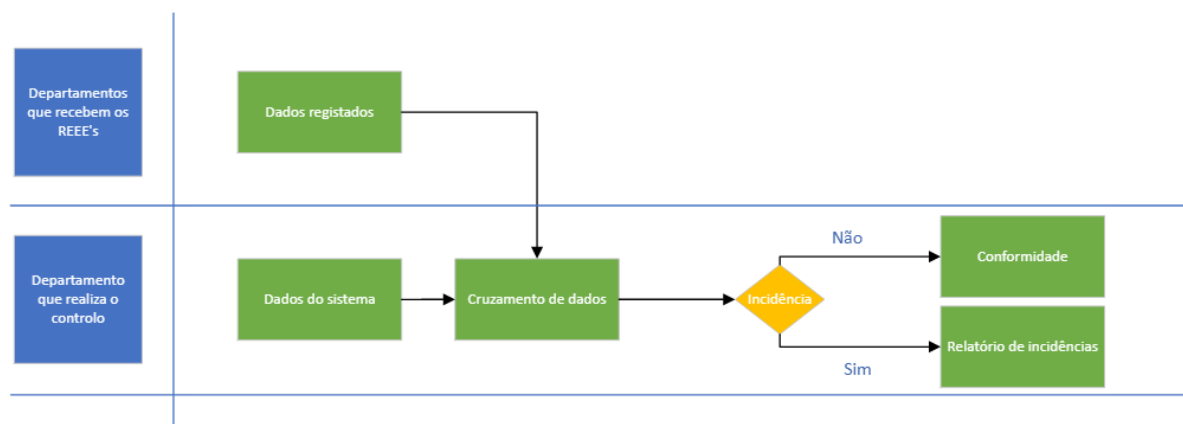 Departamentos
que recebem os
REEE's
Dados registados
Departamento
que realiza o
controlo
Dados do sistema
Cruzamento de dados
Incidência
Não
Conformidade
Sim
Relatório de incidências